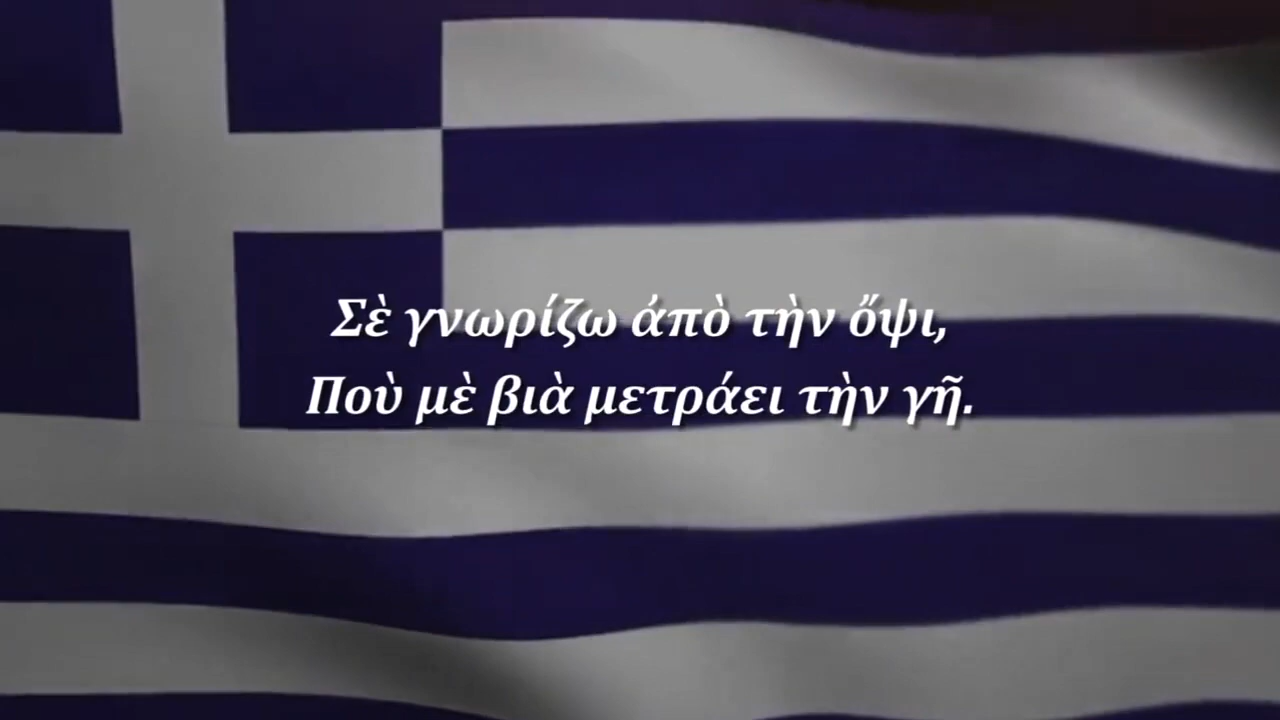 Σὲ γνωρίζω ἀπὸ τὴν ὄψι,
Ποὺ μὲ βιὰ μετράει τὴν γῆ.